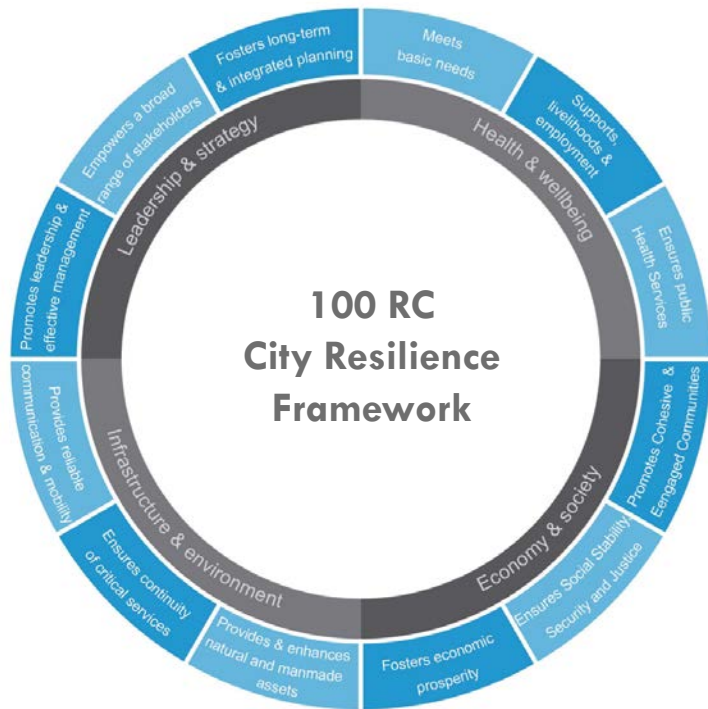 100 RC
City Resilience
Framework
Health & wellbeing
Meets
basic needs
Supports,
livelihoods &
employment
Ensures public
Health Services
Economy & society
Promotes Cohesive &
Eengaged Communities
Ensures Social Stability,
Security and Justice
Fosters economic
prosperity
Infrastructure & environment
Provides & enhances
natural and manmade
assets
Ensures continuity
of critical services
Provides reliable
communication & mobility
Leadership & strategy
Promotes leadership &
effective management
Empowers a broad
range of stakeholders
Fosters long-term
& integrated planning